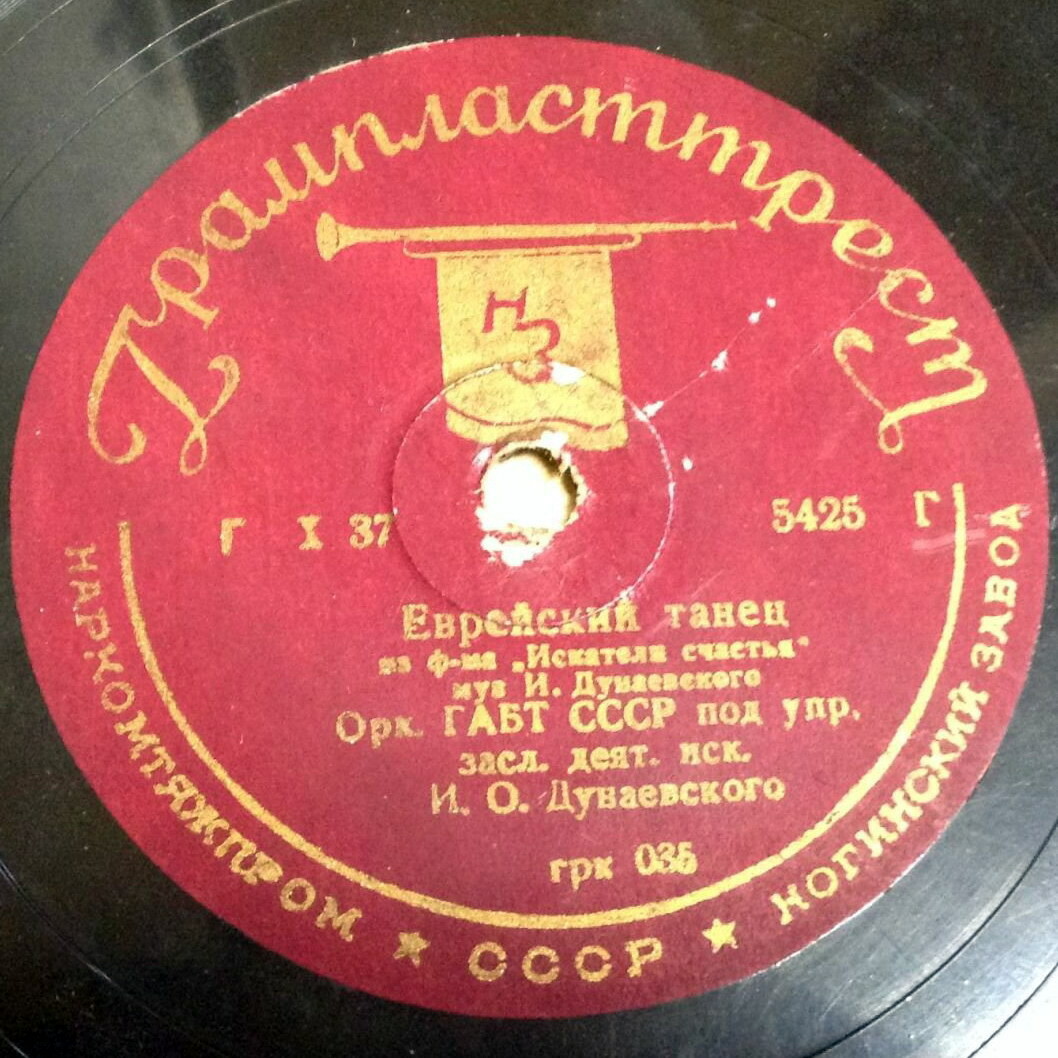 Грампласттрест
НЗ
Г X 37 5425 Г
Еврейский танец
из ф-ма „Искатели счастья"
муз И. Дунаевского
Орк. ГАБТ СССР под упр.
засл. деят. иск.
И. О. Дунаевского
грк 035
НАРКОМТЯЖПРОМ ★ СССР ★ НОГИНСКИЙ ЗАВОД